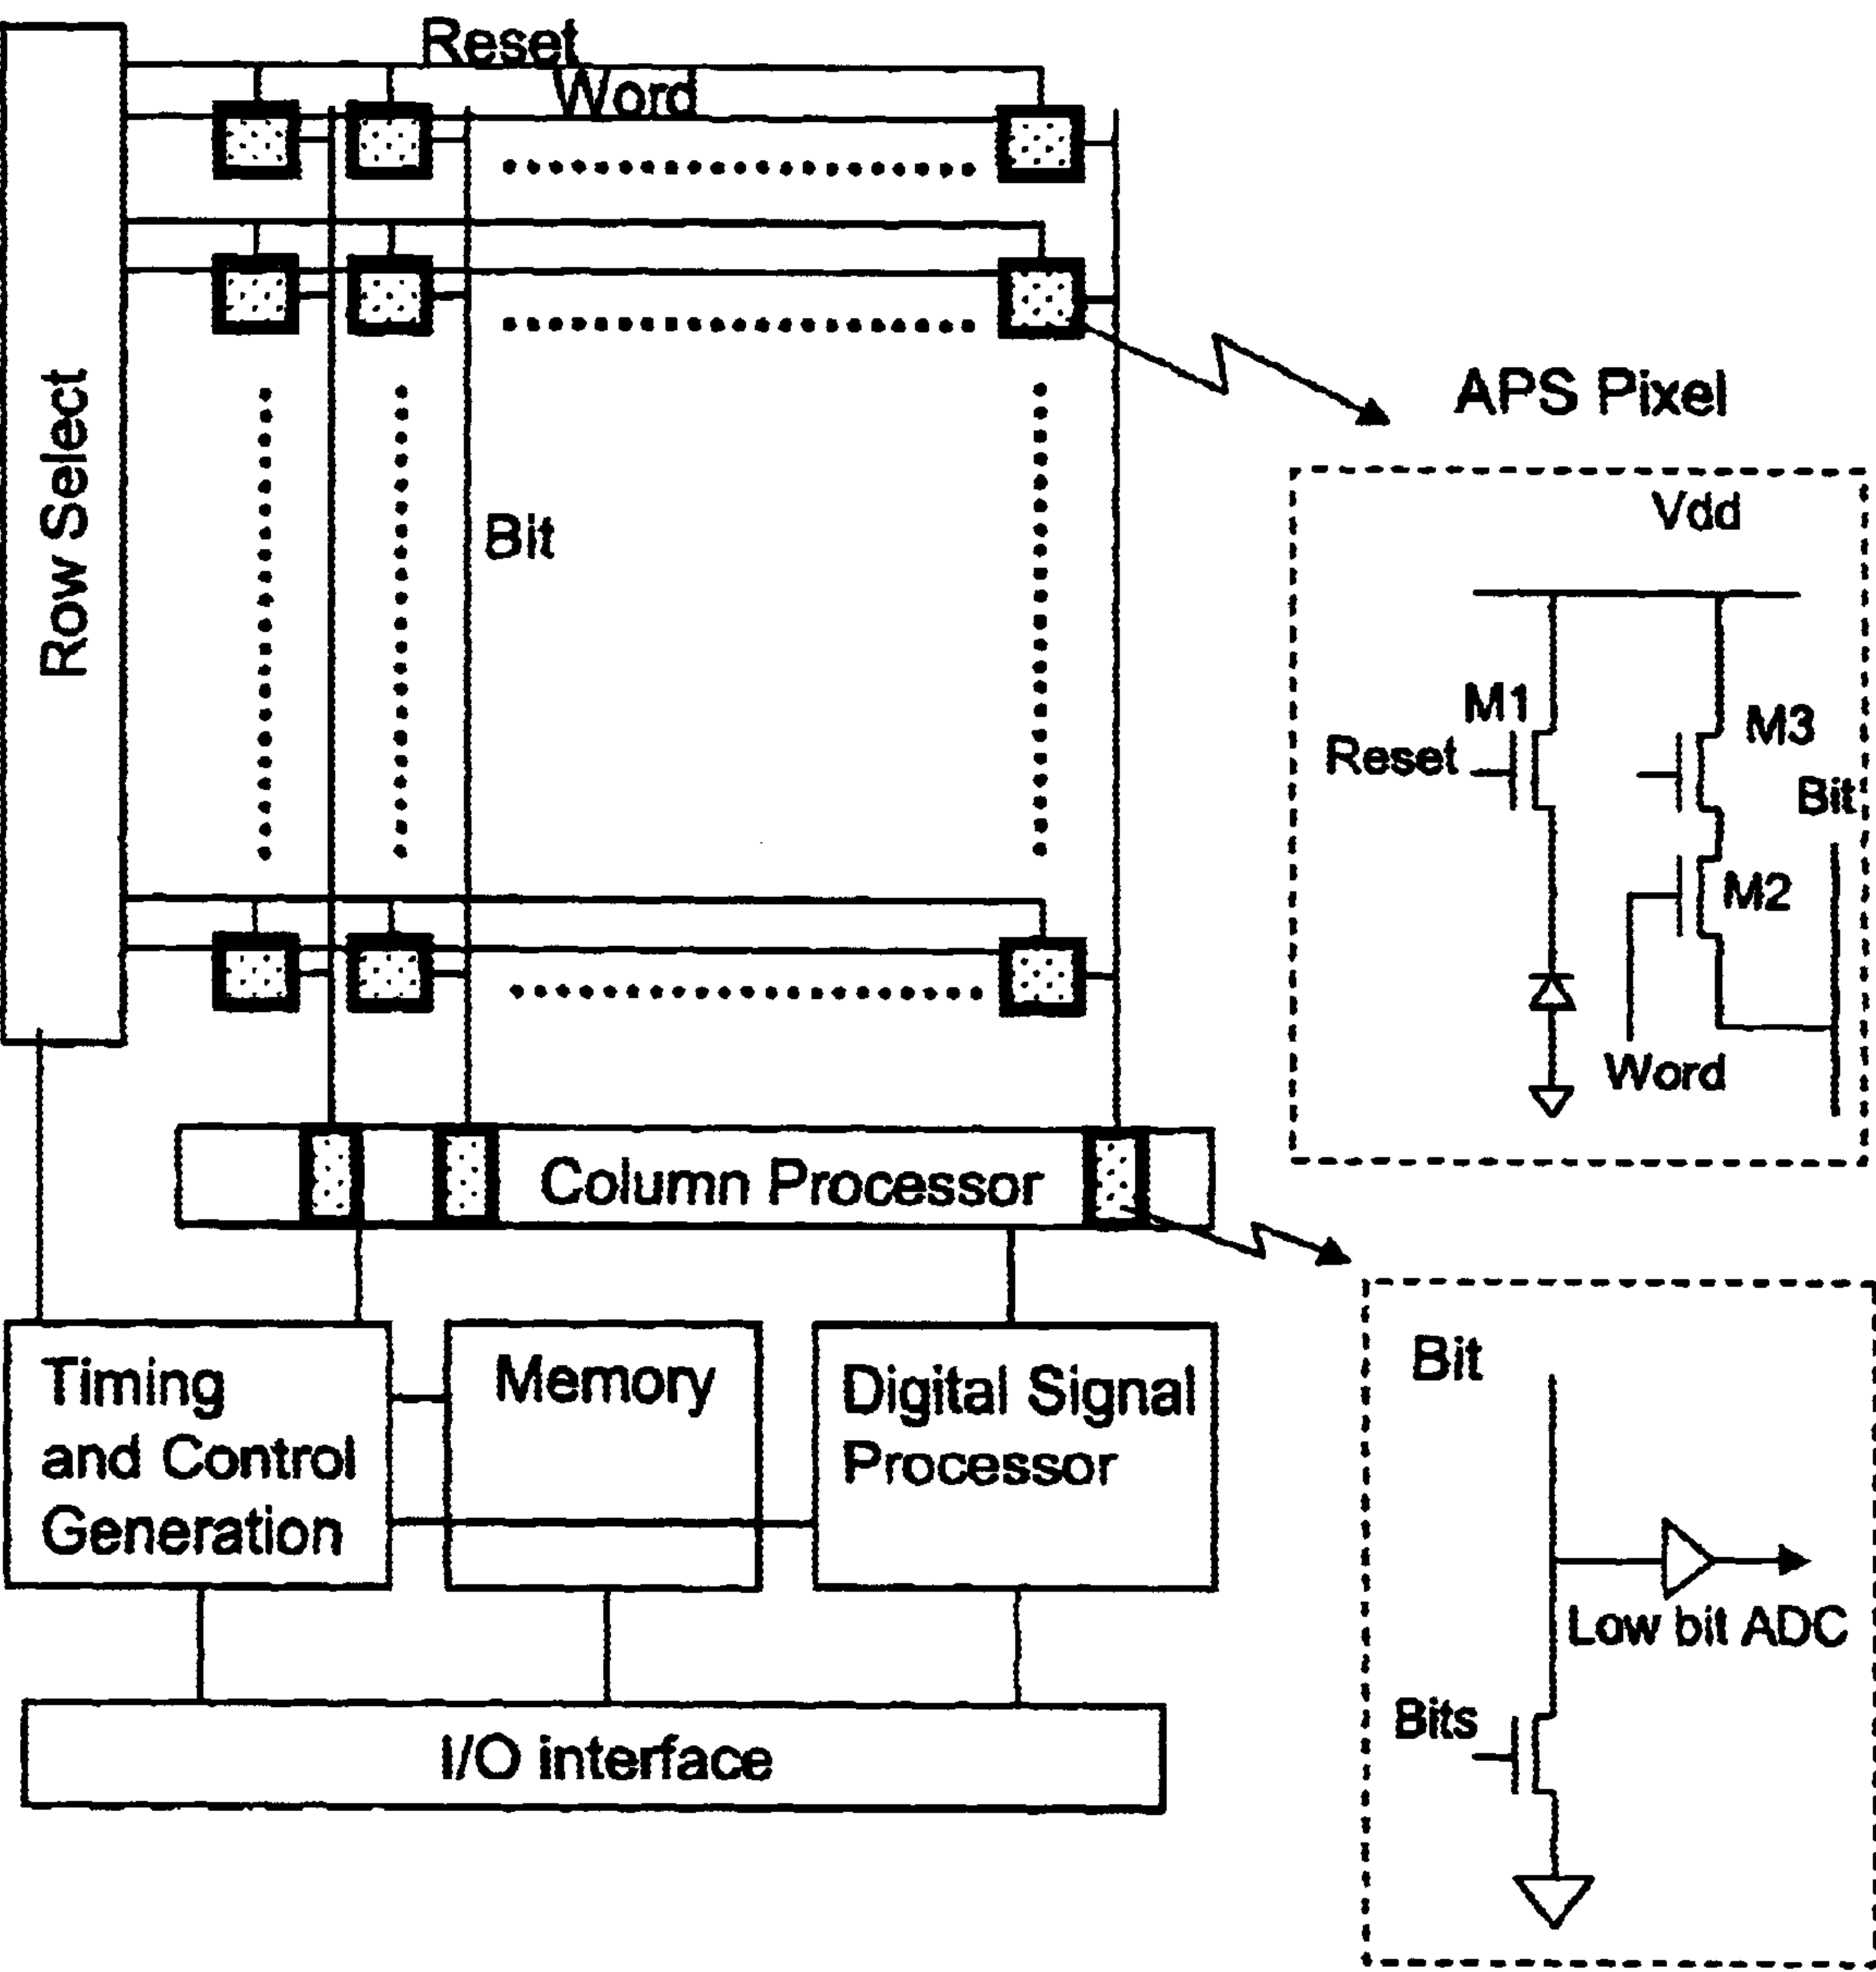 Reset
Word
Row Select
Bit
APS Pixel
Vdd
M1
M3
Reset
Bit
M2
Word
Column Processor
Timing
and Control
Generation
Memory
Digital Signal
Processor
I/O interface
Bit
Low bit ADC
Bits